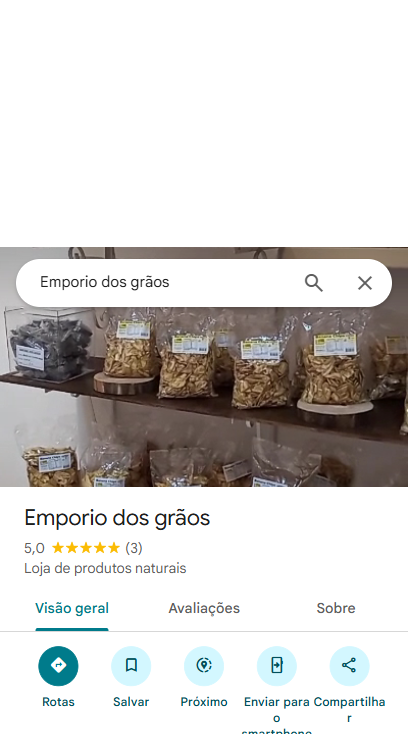 Emporio dos grãos
Emporio dos grãos
5,0 (3)
Loja de produtos naturais
Visão geral Avaliações Sobre
Rotas Salvar Próximo Enviar para o smartphone Compartilhar